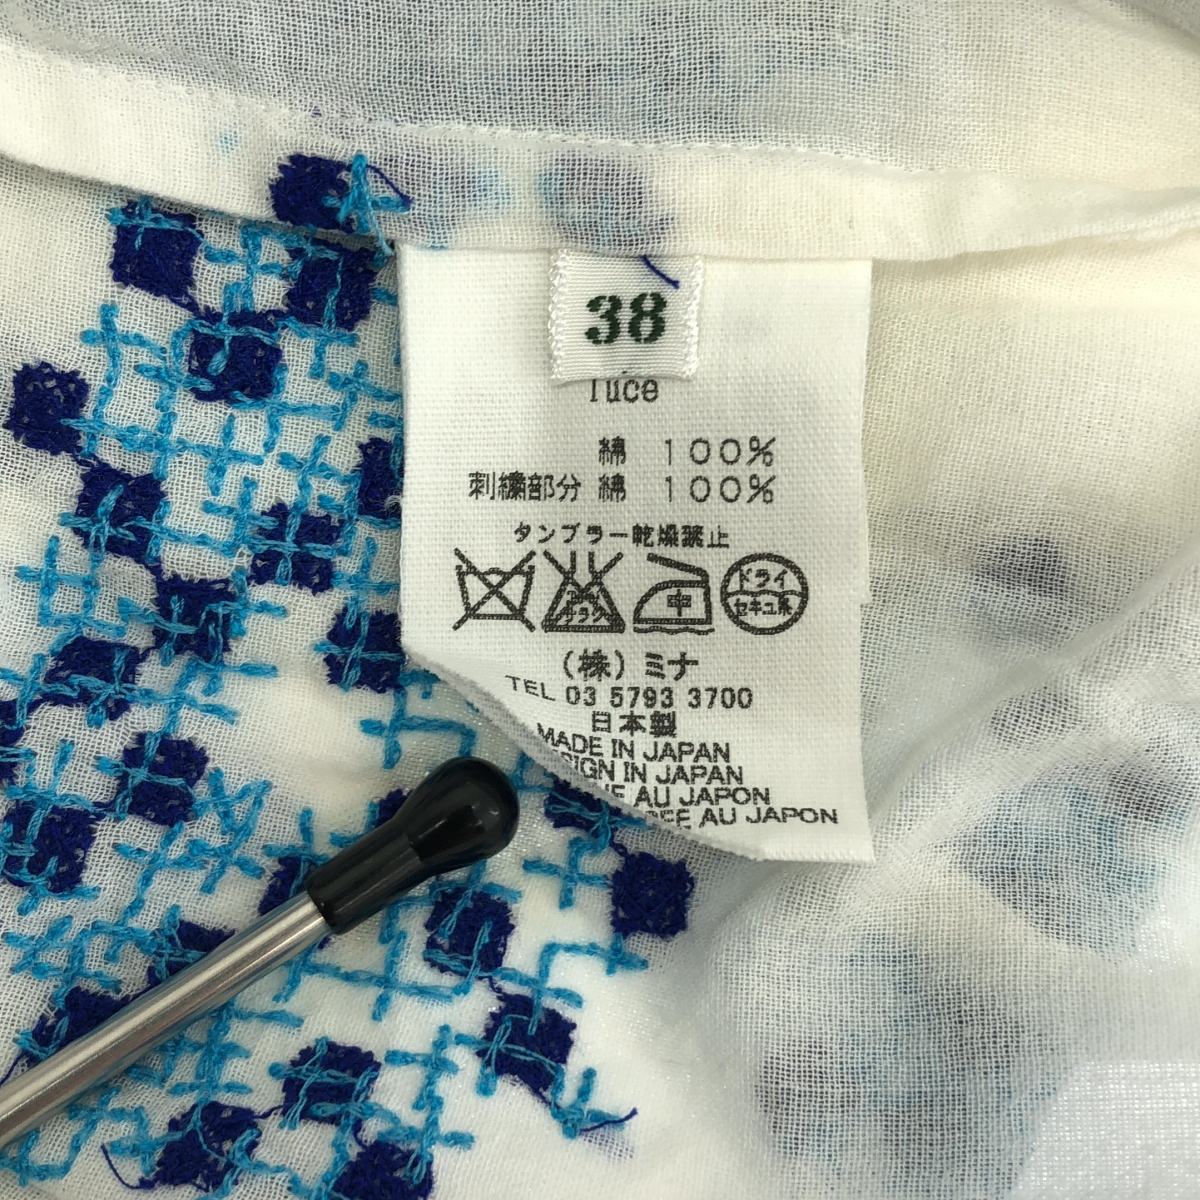 38
luce
綿 100%
刺繍部分 綿 100%
タンブラー乾燥禁止
中
ドライ
セキユ系
(株)ミナ
TEL 03 5793 3700
日本製
MADE IN JAPAN
IN JAPAN
AU JAPON
AU JAPON